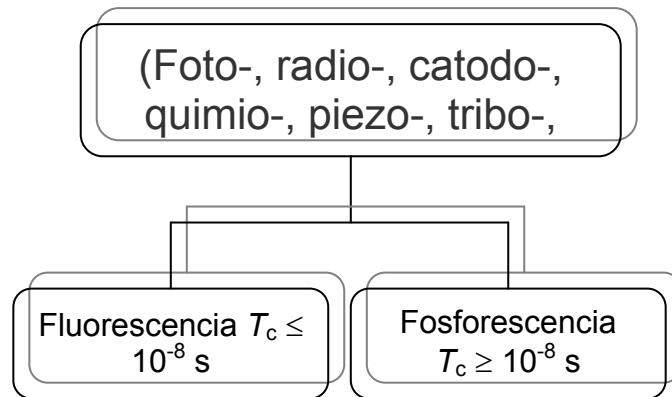 (Foto-, radio-, catodo-,
quimio-, piezo-, tribo-,
Fluorescencia Tc ≤
10-8 s
Fosforescencia
Tc ≥ 10-8 s